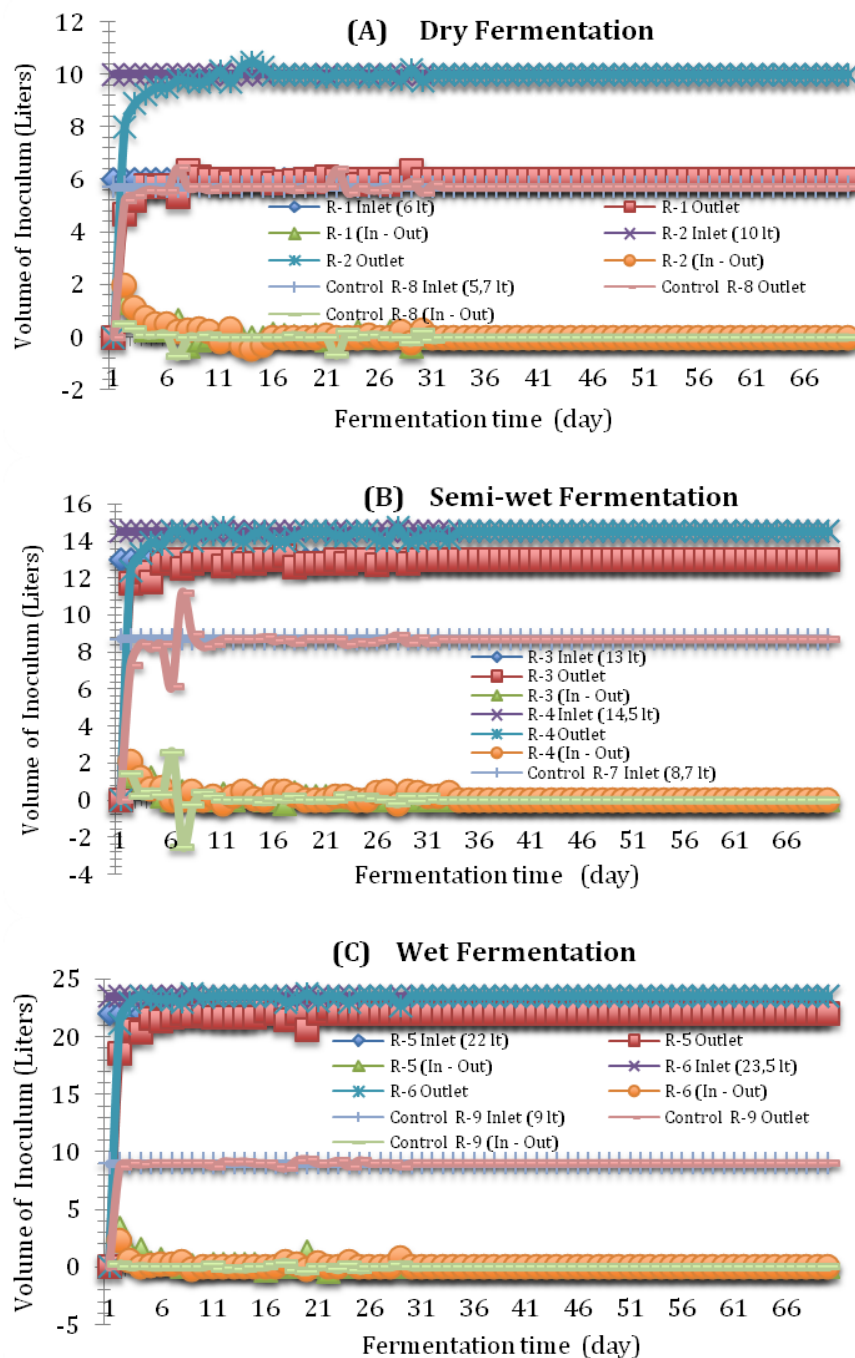 (A) Dry Fermentation
Volume of Inoculum (Liters)
12
10
8
6
4
2
0
-2
R-1 Inlet (6 lt)
R-1 Outlet
R-1 (In - Out)
R-2 Inlet (10 lt)
R-2 Outlet
R-2 (In - Out)
Control R-8 Inlet (5,7 lt)
Control R-8 Outlet
Control R-8 (In - Out)
1 6 11 16 21 26 31 36 41 46 51 56 61 66
Fermentation time (day)
(B) Semi-wet Fermentation
Volume of Inoculum (Liters)
16
14
12
10
8
6
4
2
0
-2
-4
R-3 Inlet (13 lt)
R-3 Outlet
R-3 (In - Out)
R-4 Inlet (14,5 lt)
R-4 Outlet
R-4 (In - Out)
Control R-7 Inlet (8,7 lt)
1 6 11 16 21 26 31 36 41 46 51 56 61 66
Fermentation time (day)
(C) Wet Fermentation
Volume of Inoculum (Liters)
25
20
15
10
5
0
-5
R-5 Inlet (22 lt)
R-5 Outlet
R-5 (In - Out)
R-6 Inlet (23,5 lt)
R-6 Outlet
R-6 (In - Out)
Control R-9 Inlet (9 lt)
Control R-9 Outlet
Control R-9 (In - Out)
1 6 11 16 21 26 31 36 41 46 51 56 61 66
Fermentation time (day)